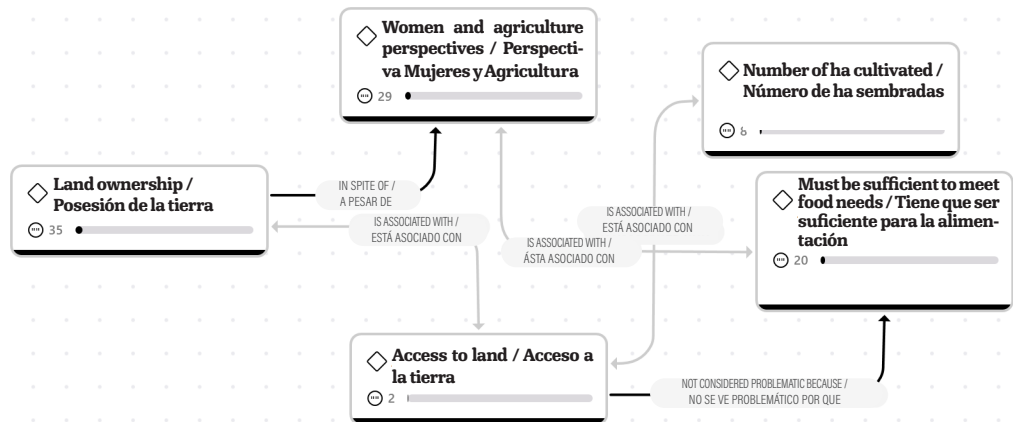 Women and agriculture
perspectives / Perspecti-
va Mujeres y Agricultura
29
Number of ha cultivated /
Número de ha sembradas
6
Land ownership /
Posesión de la tierra
35
IN SPITE OF /
A PESAR DE
IS ASSOCIATED WITH /
ESTÁ ASOCIADO CON
IS ASSOCIATED WITH /
ESTÁ ASOCIADO CON
IS ASSOCIATED WITH /
ÁSTA ASOCIADO CON
Must be sufficient to meet
food needs / Tiene que ser
suficiente para la alimen-
tación
20
Access to land / Acceso a
la tierra
2
NOT CONSIDERED PROBLEMATIC BECAUSE /
NO SE VE PROBLEMÁTICO POR QUE